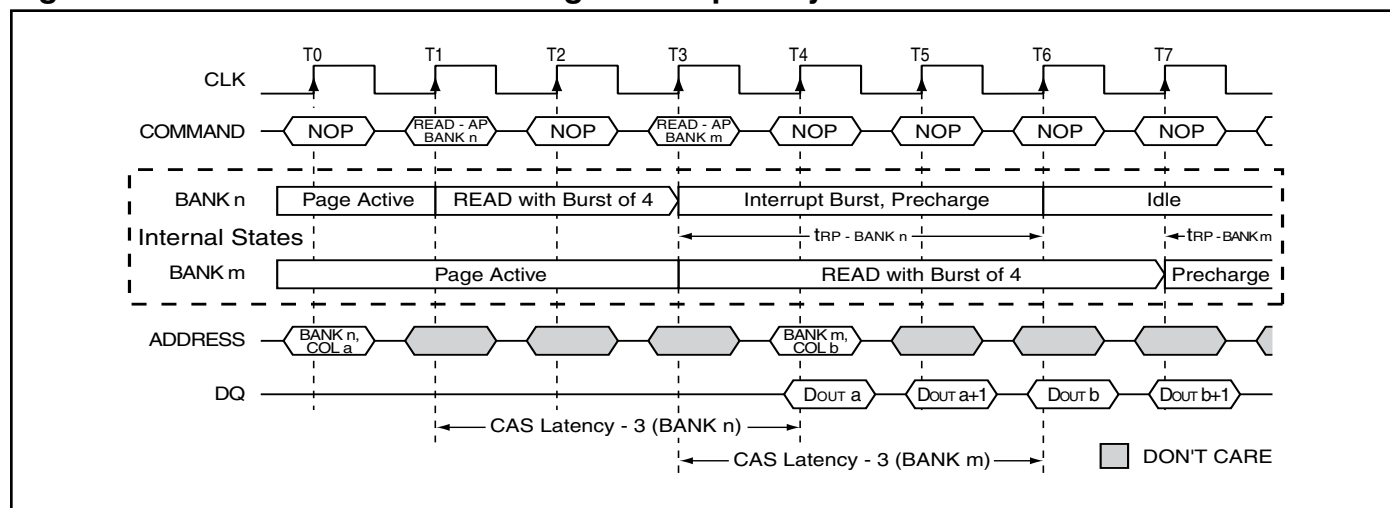 T0 T1 T2 T3 T4 T5 T6 T7
CLK
COMMAND NOP READ - AP BANK n NOP READ - AP BANK m NOP NOP NOP NOP
BANK n Page Active READ with Burst of 4 Interrupt Burst, Precharge Idle
Internal States tRP - BANK n tRP - BANK m
BANK m Page Active READ with Burst of 4 Precharge
ADDRESS BANK n, COL a BANK m, COL b
DQ DOUT a DOUT a+1 DOUT b DOUT b+1
CAS Latency - 3 (BANK n)
CAS Latency - 3 (BANK m) DON'T CARE